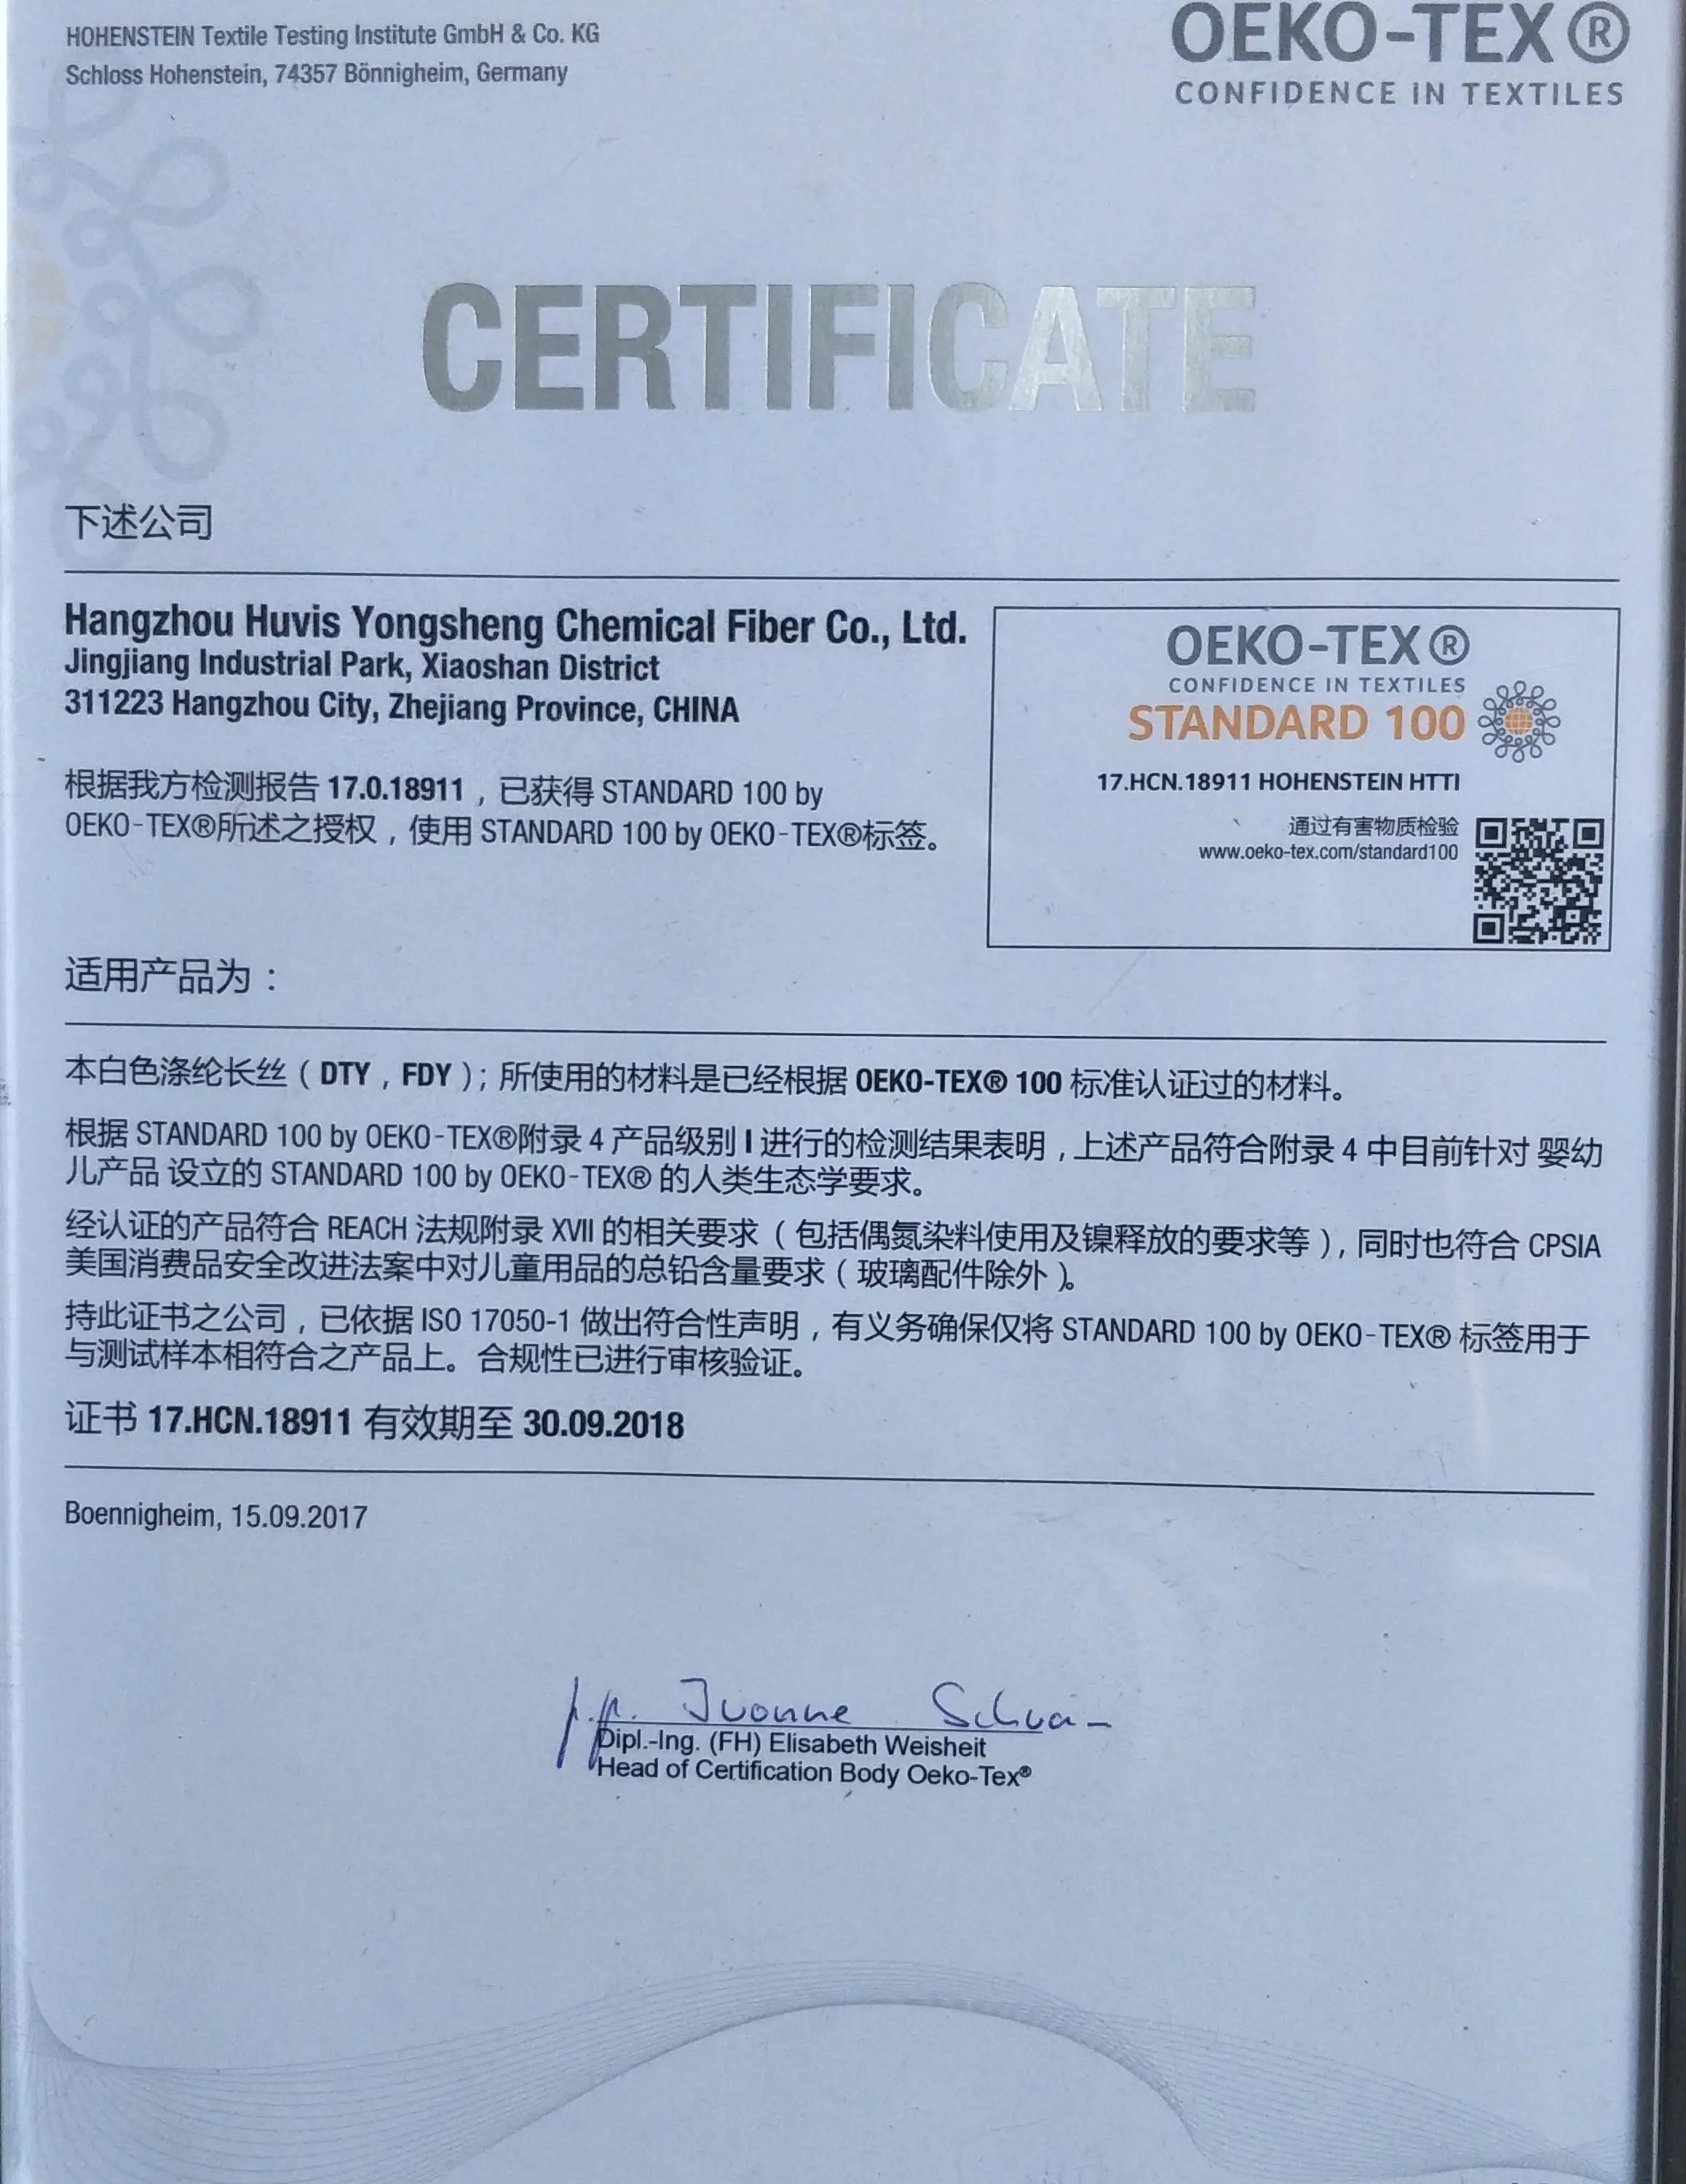 HOHENSTEIN Textile Testing Institute GmbH & Co. KG
Schloss Hohenstein, 74357 Bönnigheim, Germany
OEKO-TEX®
CONFIDENCE IN TEXTILES
CERTIFICATE
下述公司
Hangzhou Huvis Yongsheng Chemical Fiber Co., Ltd.
Jingjiang Industrial Park, Xiaoshan District
311223 Hangzhou City, Zhejiang Province, CHINA
根据我方检测报告 17.0.18911，已获得 STANDARD 100 by
OEKO-TEX®所述之授权，使用 STANDARD 100 by OEKO-TEX®标签。
OEKO-TEX®
CONFIDENCE IN TEXTILES
STANDARD 100
17.HCN.18911 HOHENSTEIN HTTI
通过有害物质检验
www.oeko-tex.com/standard100
适用产品为：
本白色涤纶长丝（DTY，FDY）；所使用的材料是已经根据 OEKO-TEX® 100 标准认证过的材料。
根据 STANDARD 100 by OEKO-TEX®附录 4 产品级别 I 进行的检测结果表明，上述产品符合附录 4 中目前针对 婴幼
儿产品 设立的 STANDARD 100 by OEKO-TEX® 的人类生态学要求。
经认证的产品符合 REACH 法规附录 XVII 的相关要求（包括偶氮染料使用及镍释放的要求等），同时也符合 CPSIA
美国消费品安全改进法案中对儿童用品的总铅含量要求（玻璃配件除外）。
持此证书之公司，已依据 ISO 17050-1 做出符合性声明，有义务确保仅将 STANDARD 100 by OEKO-TEX® 标签用于
与测试样本相符合之产品上。合规性已进行审核验证。
证书 17.HCN.18911 有效期至 30.09.2018
Boennigheim, 15.09.2017
Dipl.-Ing. (FH) Elisabeth Weisheit
Head of Certification Body Oeko-Tex®